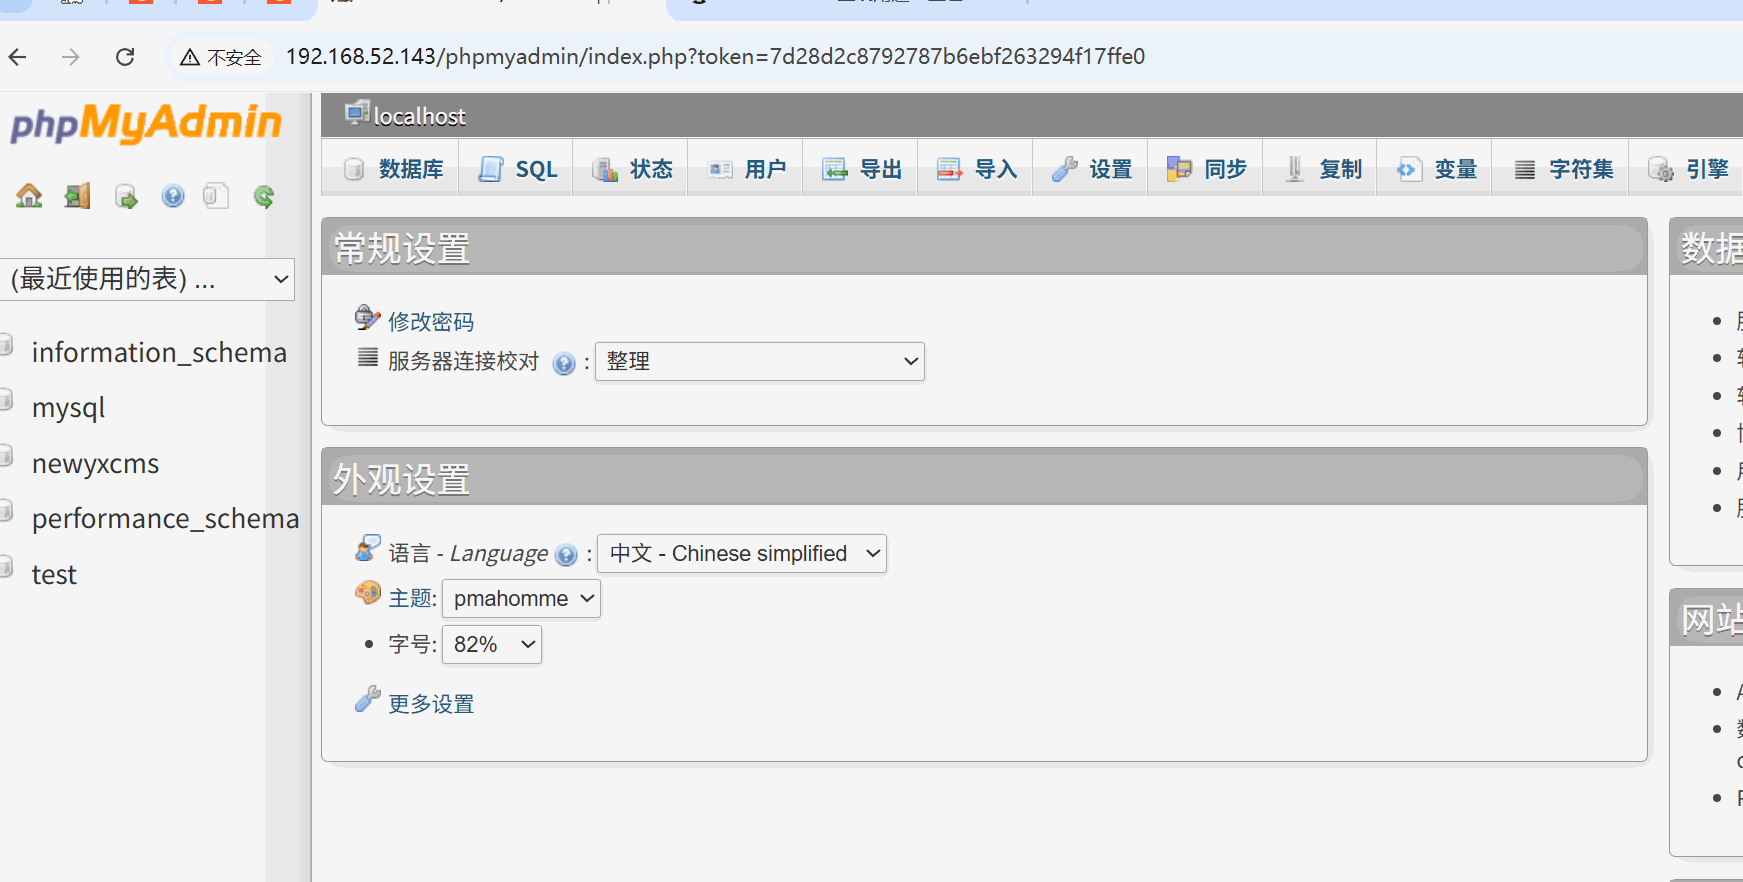 不安全 192.168.52.143/phpmyadmin/index.php?token=7d28d2c8792787b6ebf263294f17ffe0
phpMyAdmin
(最近使用的表) ...
information_schema
mysql
newyxcms
performance_schema
test
localhost
数据库 SQL 状态 用户 导出 导入 设置 同步 复制 变量 字符集 引擎
常规设置
修改密码
服务器连接校对 : 整理
外观设置
语言 - Language : 中文 - Chinese simplified
主题: pmahomme
字号: 82%
更多设置
数据
网站